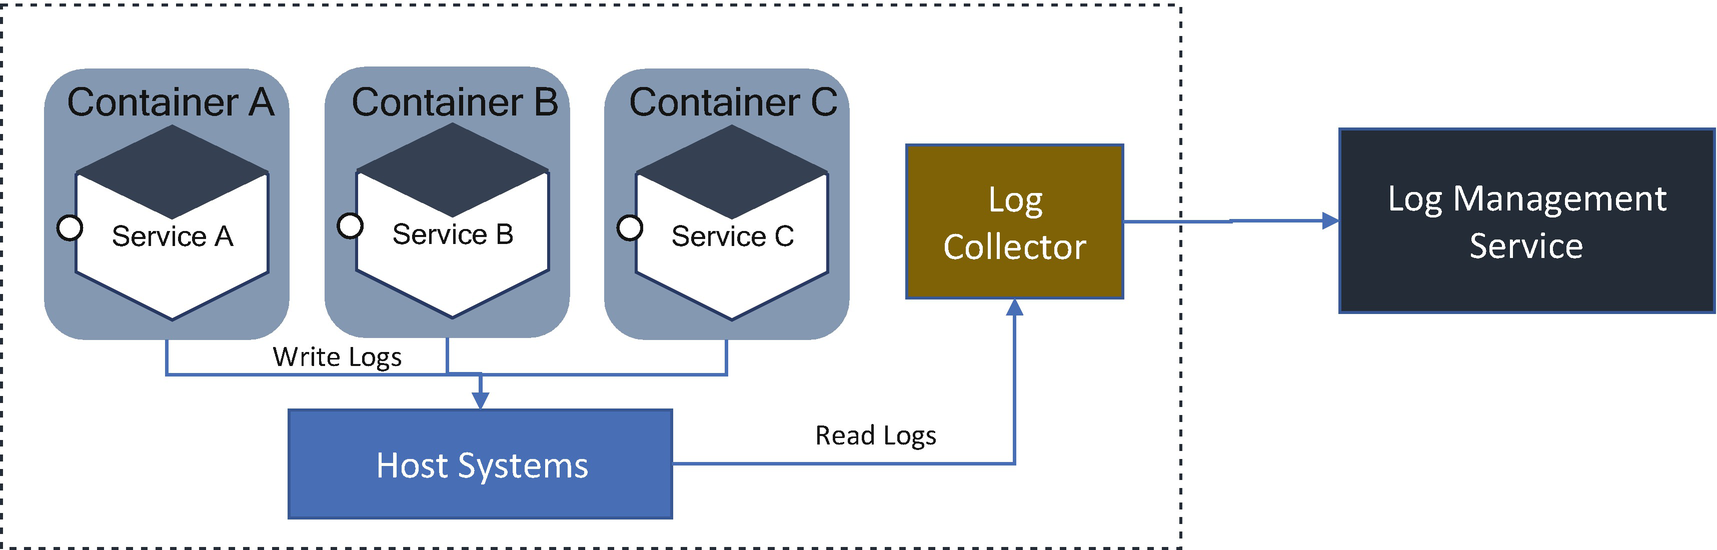 Container A
Container B
Container C
Service A
Service B
Service C
Log
Collector
Log Management
Service
Write Logs
Host Systems
Read Logs